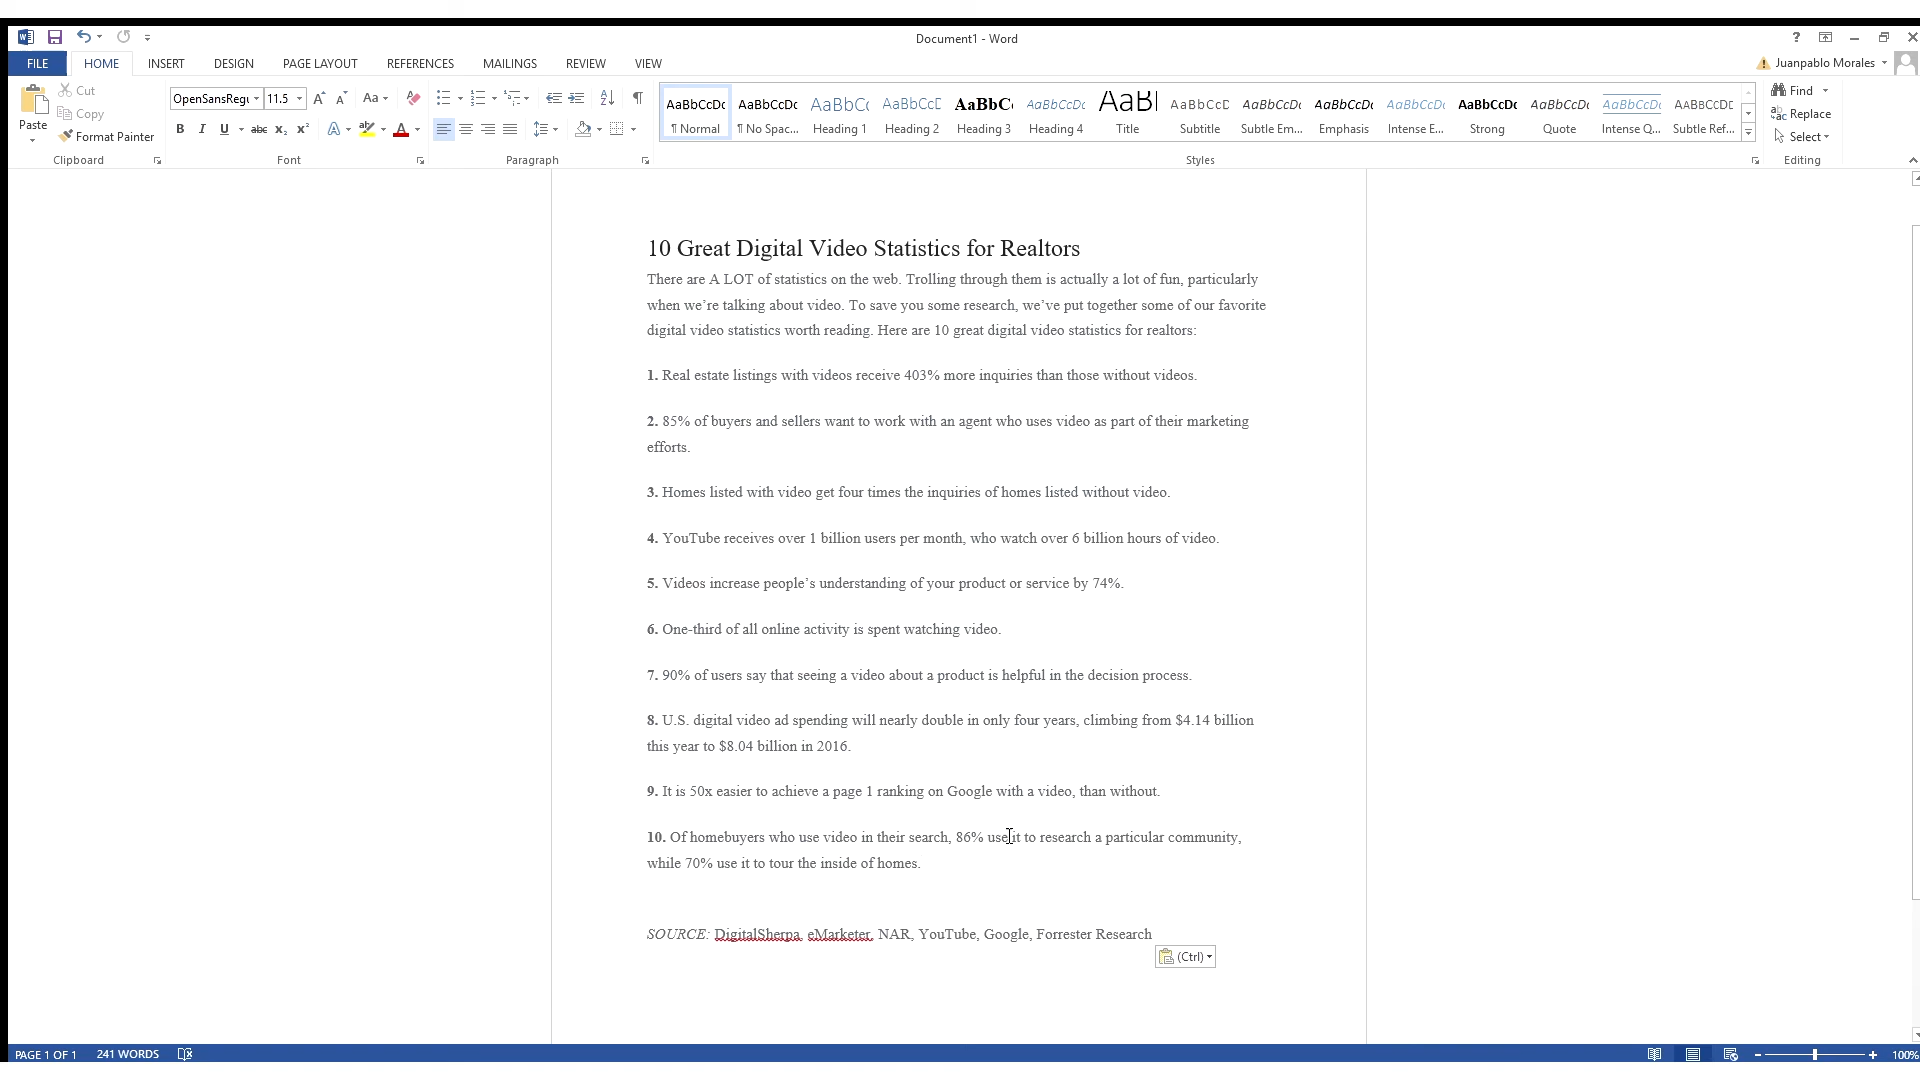 Document1 - Word
?
FILE HOME INSERT DESIGN PAGE LAYOUT REFERENCES MAILINGS REVIEW VIEW
Juanpablo Morales
Paste
Cut
Copy
Format Painter
Clipboard
OpenSansRegu 11.5
Aa
B I U abc x₂ x² A A
Font
Paragraph
AaBbCcDc AaBbCcDc AaBbC AaBbCcD AaBbC AaBbCcDc AaBl AaBbCcD AaBbCcDc AaBbCcDc AaBbCcDc AaBbCcDc AaBbCcDc AaBbCcDc AABBCCDD
¶ Normal ¶ No Spac... Heading 1 Heading 2 Heading 3 Heading 4 Title Subtitle Subtle Em... Emphasis Intense E... Strong Quote Intense Q... Subtle Ref...
Styles
Find
Replace
Select
Editing
10 Great Digital Video Statistics for Realtors
There are A LOT of statistics on the web. Trolling through them is actually a lot of fun, particularly
when we’re talking about video. To save you some research, we’ve put together some of our favorite
digital video statistics worth reading. Here are 10 great digital video statistics for realtors:
1. Real estate listings with videos receive 403% more inquiries than those without videos.
2. 85% of buyers and sellers want to work with an agent who uses video as part of their marketing
efforts.
3. Homes listed with video get four times the inquiries of homes listed without video.
4. YouTube receives over 1 billion users per month, who watch over 6 billion hours of video.
5. Videos increase people’s understanding of your product or service by 74%.
6. One-third of all online activity is spent watching video.
7. 90% of users say that seeing a video about a product is helpful in the decision process.
8. U.S. digital video ad spending will nearly double in only four years, climbing from $4.14 billion
this year to $8.04 billion in 2016.
9. It is 50x easier to achieve a page 1 ranking on Google with a video, than without.
10. Of homebuyers who use video in their search, 86% use it to research a particular community,
while 70% use it to tour the inside of homes.
SOURCE: DigitalSherpa, eMarketer, NAR, YouTube, Google, Forrester Research
(Ctrl)
PAGE 1 OF 1 241 WORDS 100%